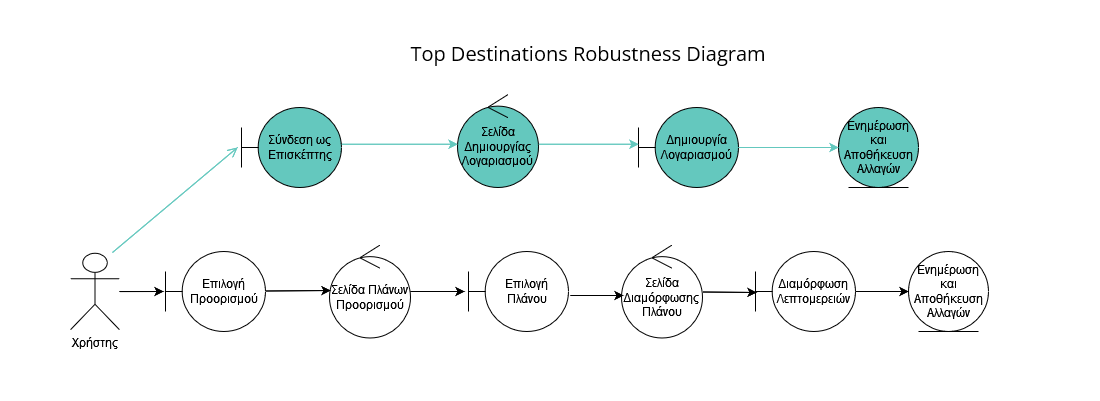 Top Destinations Robustness Diagram
Σύνδεση ως
Επισκέπτης
Σελίδα
Δημιουργίας
Λογαριασμού
Δημιουργία
Λογαριασμού
Ενημέρωση
και
Αποθήκευση
Αλλαγών
Επιλογή
Προορισμού
Σελίδα Πλάνων
Προορισμού
Επιλογή
Πλάνου
Σελίδα
Διαμόρφωσης
Πλάνου
Διαμόρφωση
Λεπτομερειών
Ενημέρωση
και
Αποθήκευση
Αλλαγών
Χρήστης